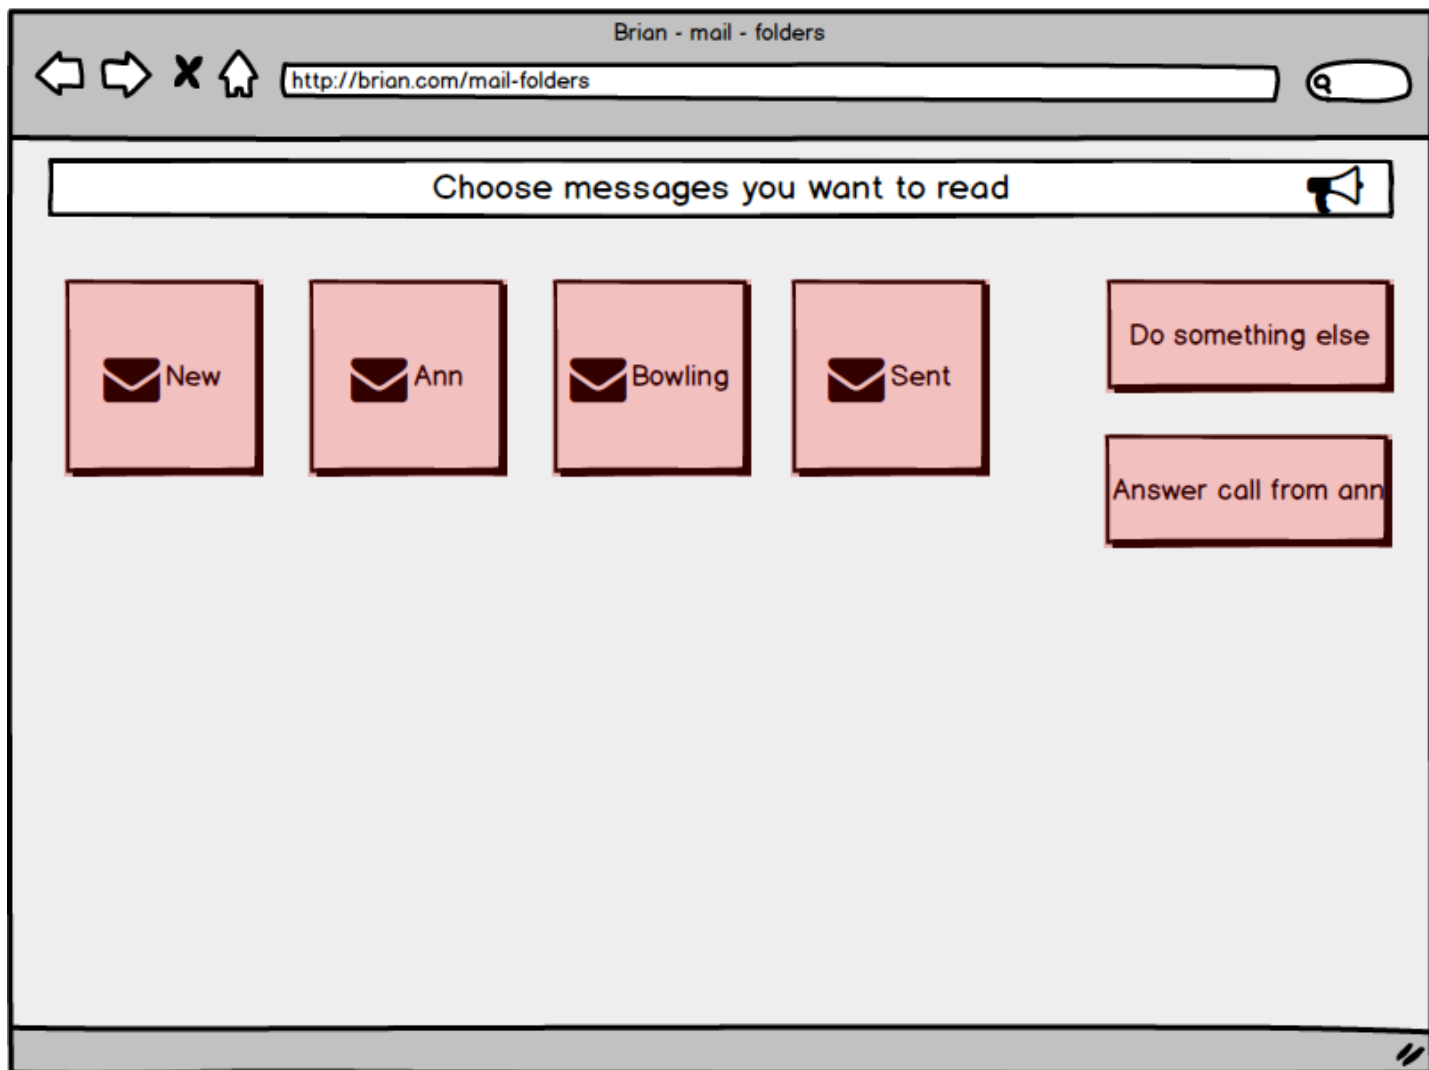 Brian - mail - folders
http://brian.com/mail-folders
Choose messages you want to read
New
Ann
Bowling
Sent
Do something else
Answer call from ann